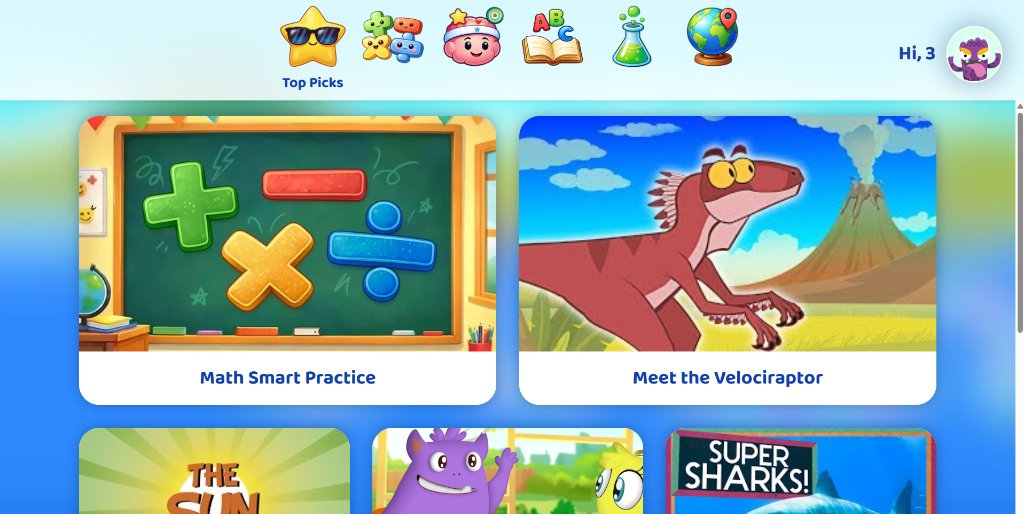 A B C
Top Picks
Hi, 3
Math Smart Practice
Meet the Velociraptor
THE
SUN
SUPER
SHARKS!